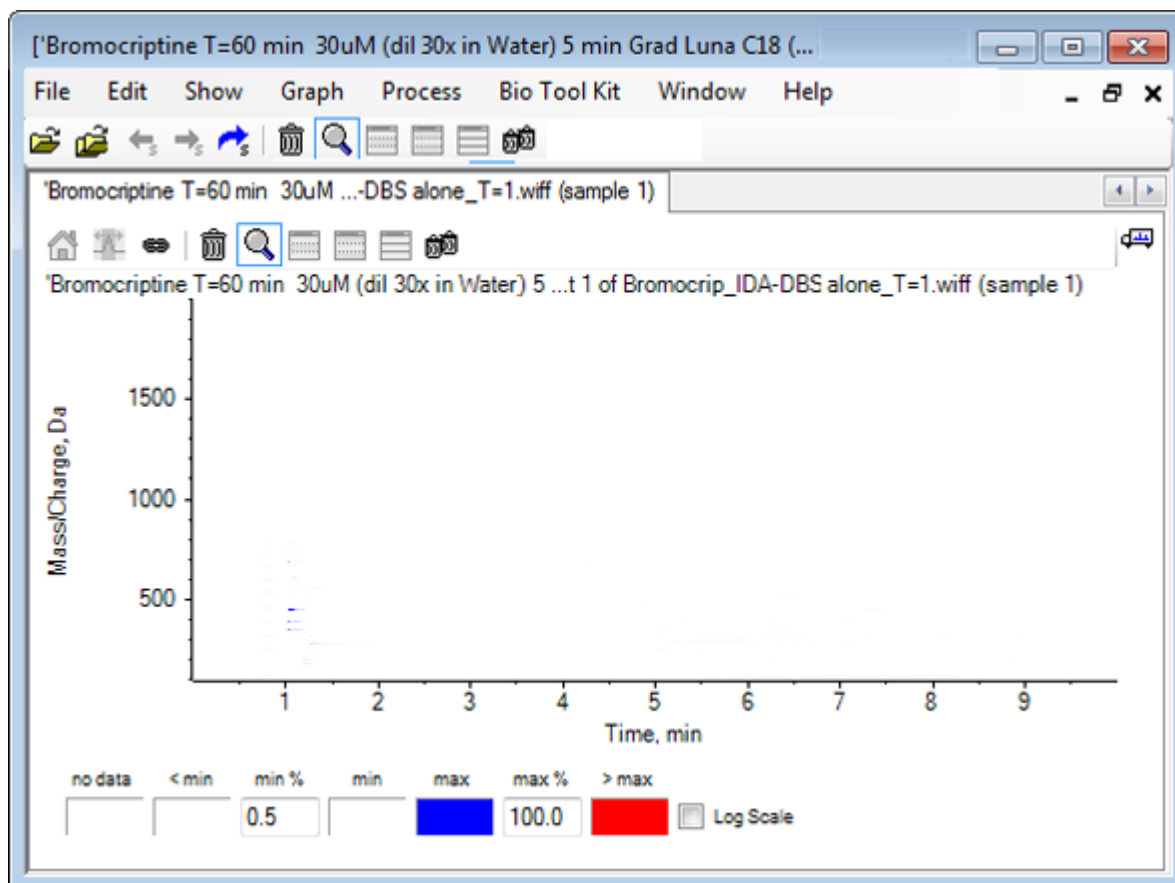 ['Bromocriptine T=60 min 30uM (dil 30x in Water) 5 min Grad Luna C18 (...
File Edit Show Graph Process Bio Tool Kit Window Help
'Bromocriptine T=60 min 30uM ...-DBS alone_T=1.wiff (sample 1)
'Bromocriptine T=60 min 30uM (dil 30x in Water) 5 ...t 1 of Bromocrip_IDA-DBS alone_T=1.wiff (sample 1)
Mass/Charge, Da
1500
1000
500
1 2 3 4 5 6 7 8 9
Time, min
no data < min min % min max max % > max
0.5 100.0 Log Scale